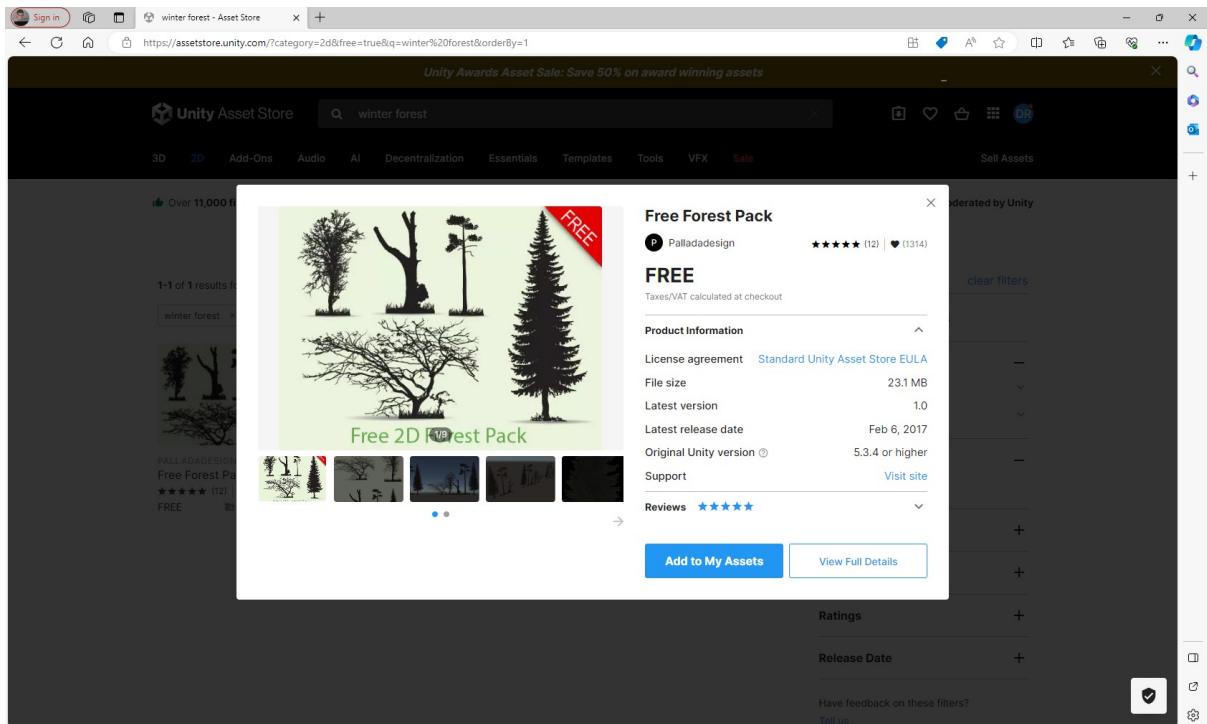 Sign in
winter forest - Asset Store
https://assetstore.unity.com/?category=2d&free=true&q=winter%20forest&orderBy=1
Unity Awards Asset Sale: Save 50% on award winning assets
Unity Asset Store
winter forest
DR
3D 2D Add-Ons Audio AI Decentralization Essentials Templates Tools VFX Sale Sell Assets
Over 11,000
Moderated by Unity
1-1 of 1 results
clear filters
winter forest ×
PALLADADESIGN
Free Forest
(12)
FREE
FREE
Free 2D Forest Pack
1/9
Free Forest Pack
P Palladadesign ★★★★★ (12) (1314)
FREE
Taxes/VAT calculated at checkout
Product Information
License agreement Standard Unity Asset Store EULA
File size 23.1 MB
Latest version 1.0
Latest release date Feb 6, 2017
Original Unity version 5.3.4 or higher
Support Visit site
Reviews ★★★★★
Add to My Assets View Full Details
Ratings
Release Date
Have feedback on these filters?
Tell us